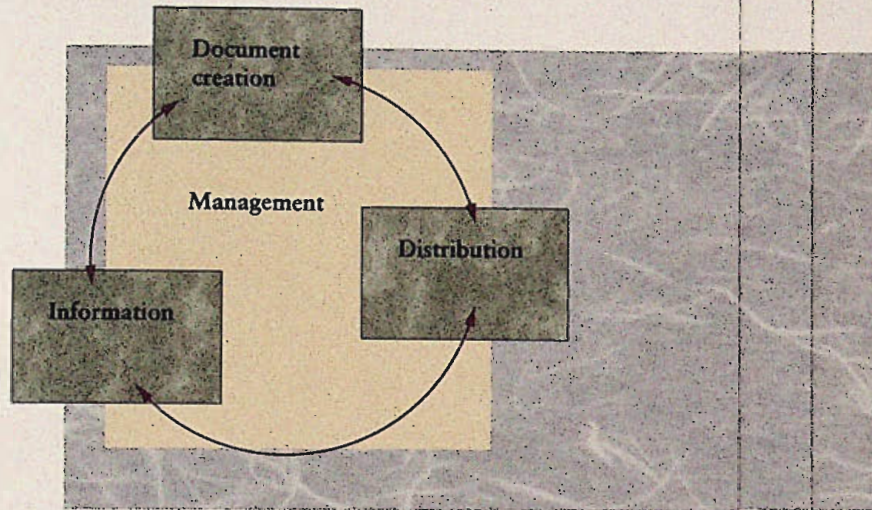 Document
creation
Management
Distribution
Information